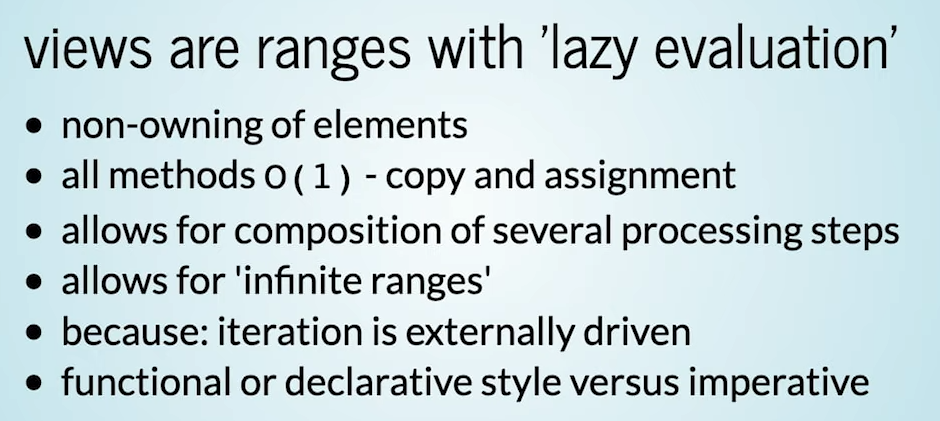 views are ranges with 'lazy evaluation'
• non-owning of elements
• all methods O(1) - copy and assignment
• allows for composition of several processing steps
• allows for 'infinite ranges'
• because: iteration is externally driven
• functional or declarative style versus imperative